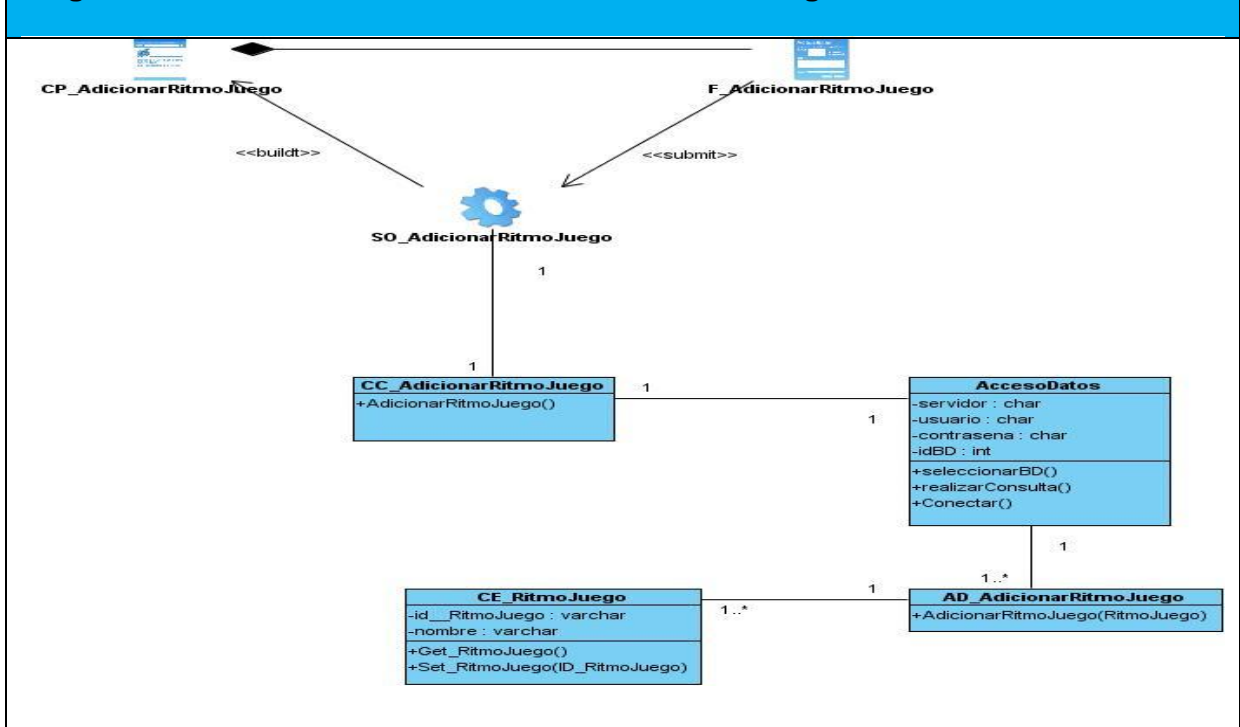 CP_AdicionarRitmoJuego
F_AdicionarRitmoJuego
<<buildt>>
<<submit>>
SO_AdicionarRitmoJuego
1
1
CC_AdicionarRitmoJuego
+AdicionarRitmoJuego()
1
1
AccesoDatos
-servidor : char
-usuario : char
-contrasena : char
-idBD : int
+seleccionarBD()
+realizarConsulta()
+Conectar()
1
1..*
CE_RitmoJuego
-id__RitmoJuego : varchar
-nombre : varchar
+Get_RitmoJuego()
+Set_RitmoJuego(ID_RitmoJuego)
1..*
1
AD_AdicionarRitmoJuego
+AdicionarRitmoJuego(RitmoJuego)